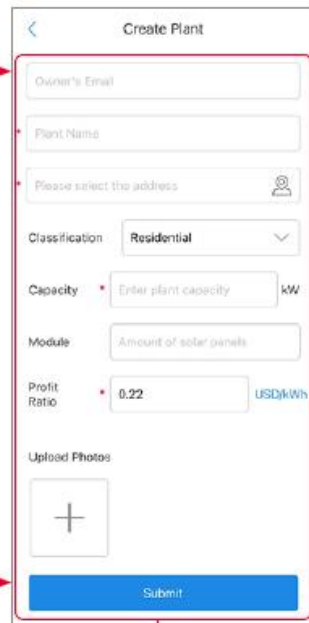 Create Plant
Owner's Email
* Plant Name
* Please select the address
Classification Residential
Capacity * Enter plant capacity kW
Module Amount of solar panels
Profit Ratio * 0.22 USD/kWh
Upload Photos
Submit